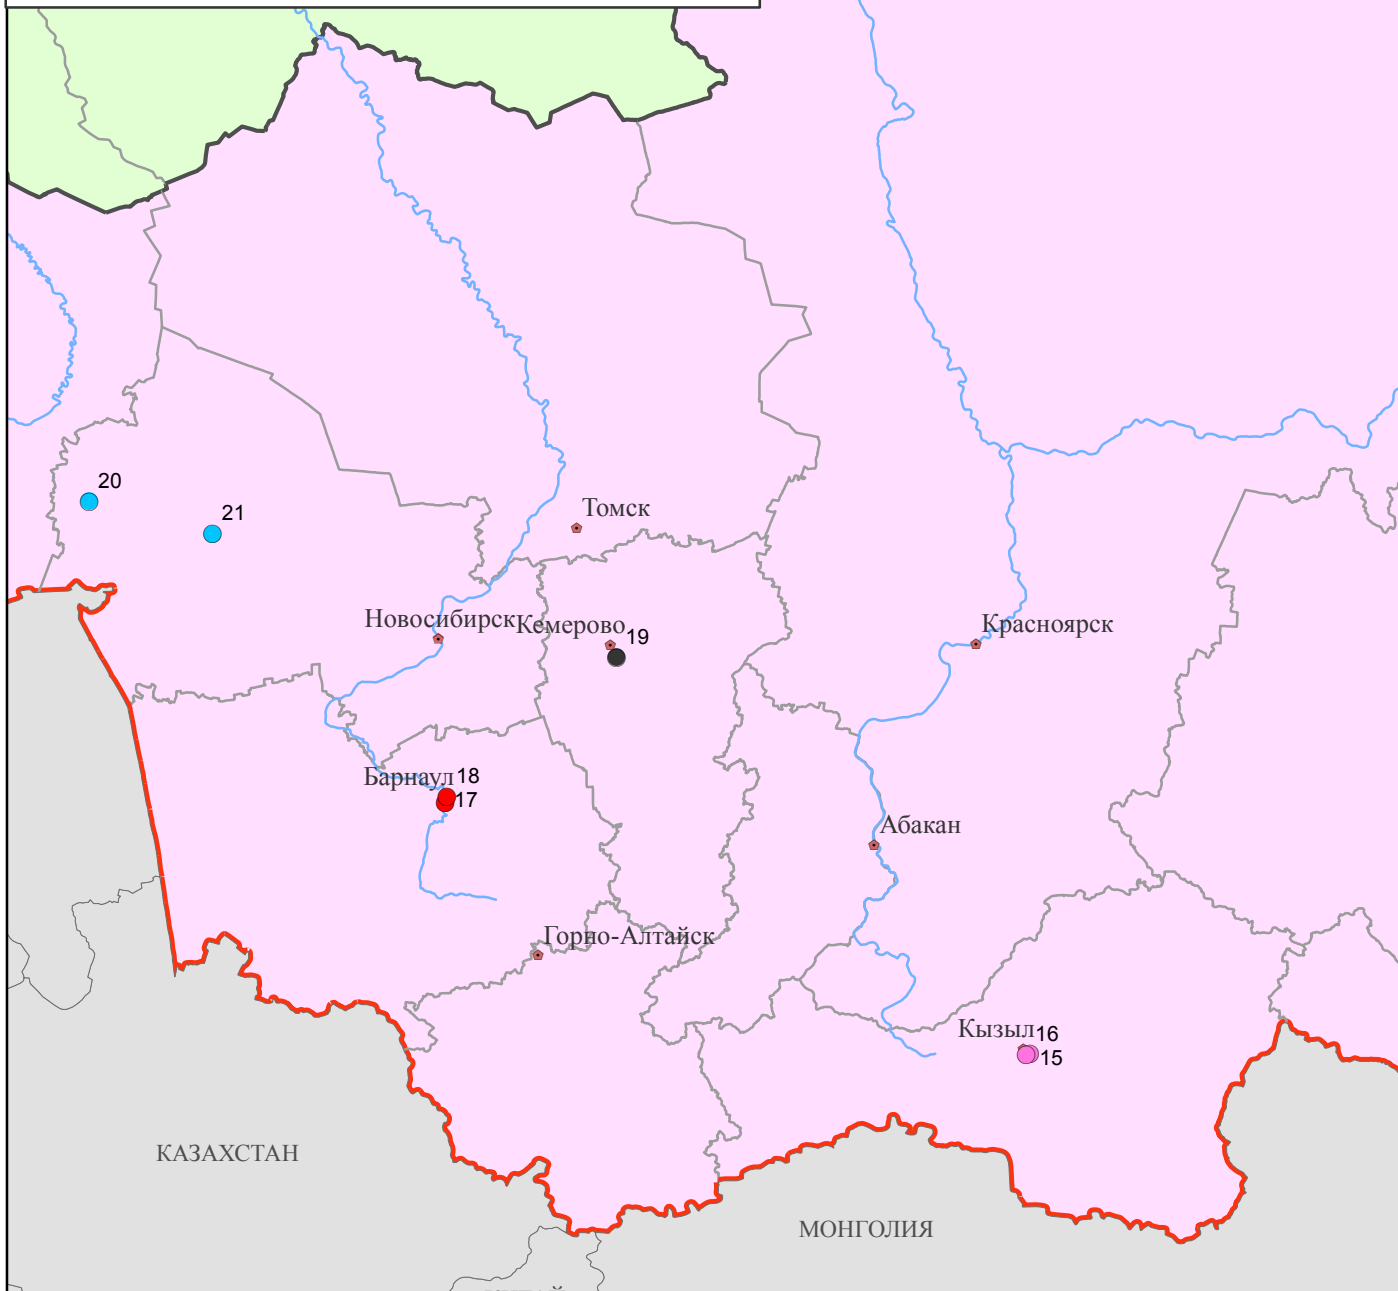 20
21
Томск
Новосибирск
Кемерово
19
Красноярск
Барнаул
18
17
Абакан
Горно-Алтайск
Кызыл
16
15
КАЗАХСТАН
МОНГОЛИЯ